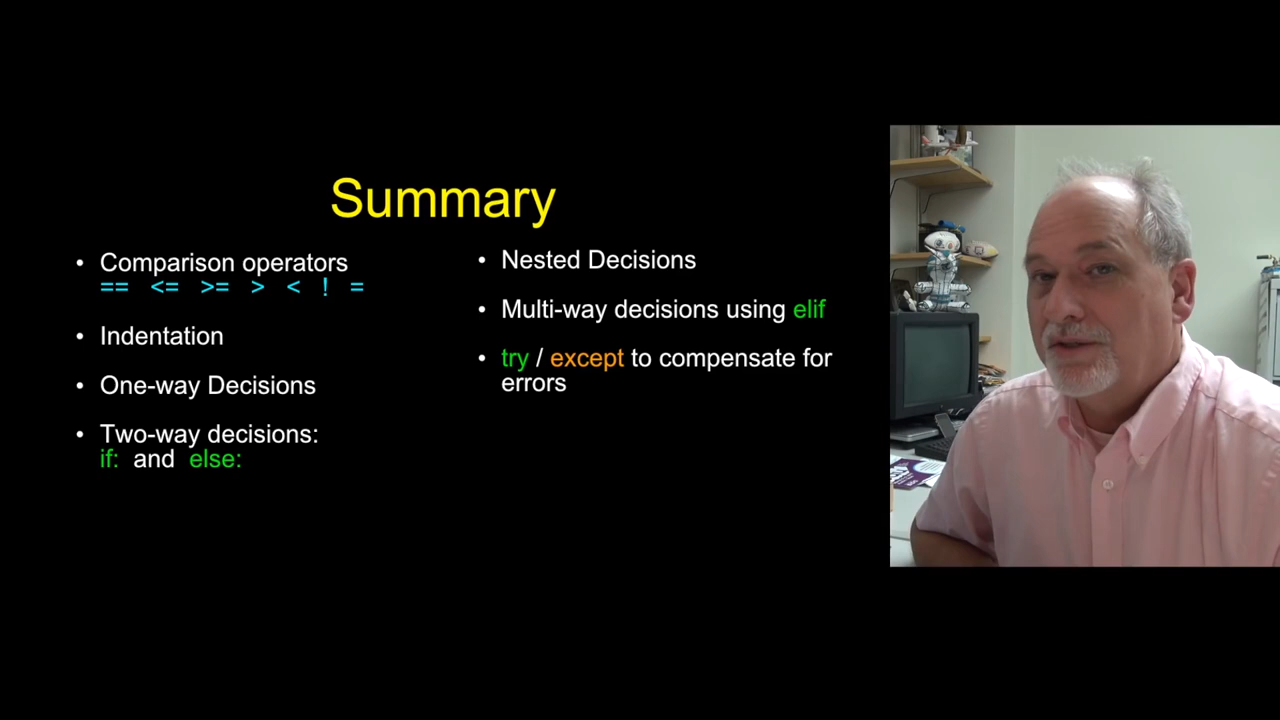 Summary
• Comparison operators
== <= >= > < ! =
• Indentation
• One-way Decisions
• Two-way decisions:
if: and else:
• Nested Decisions
• Multi-way decisions using elif
• try / except to compensate for
errors